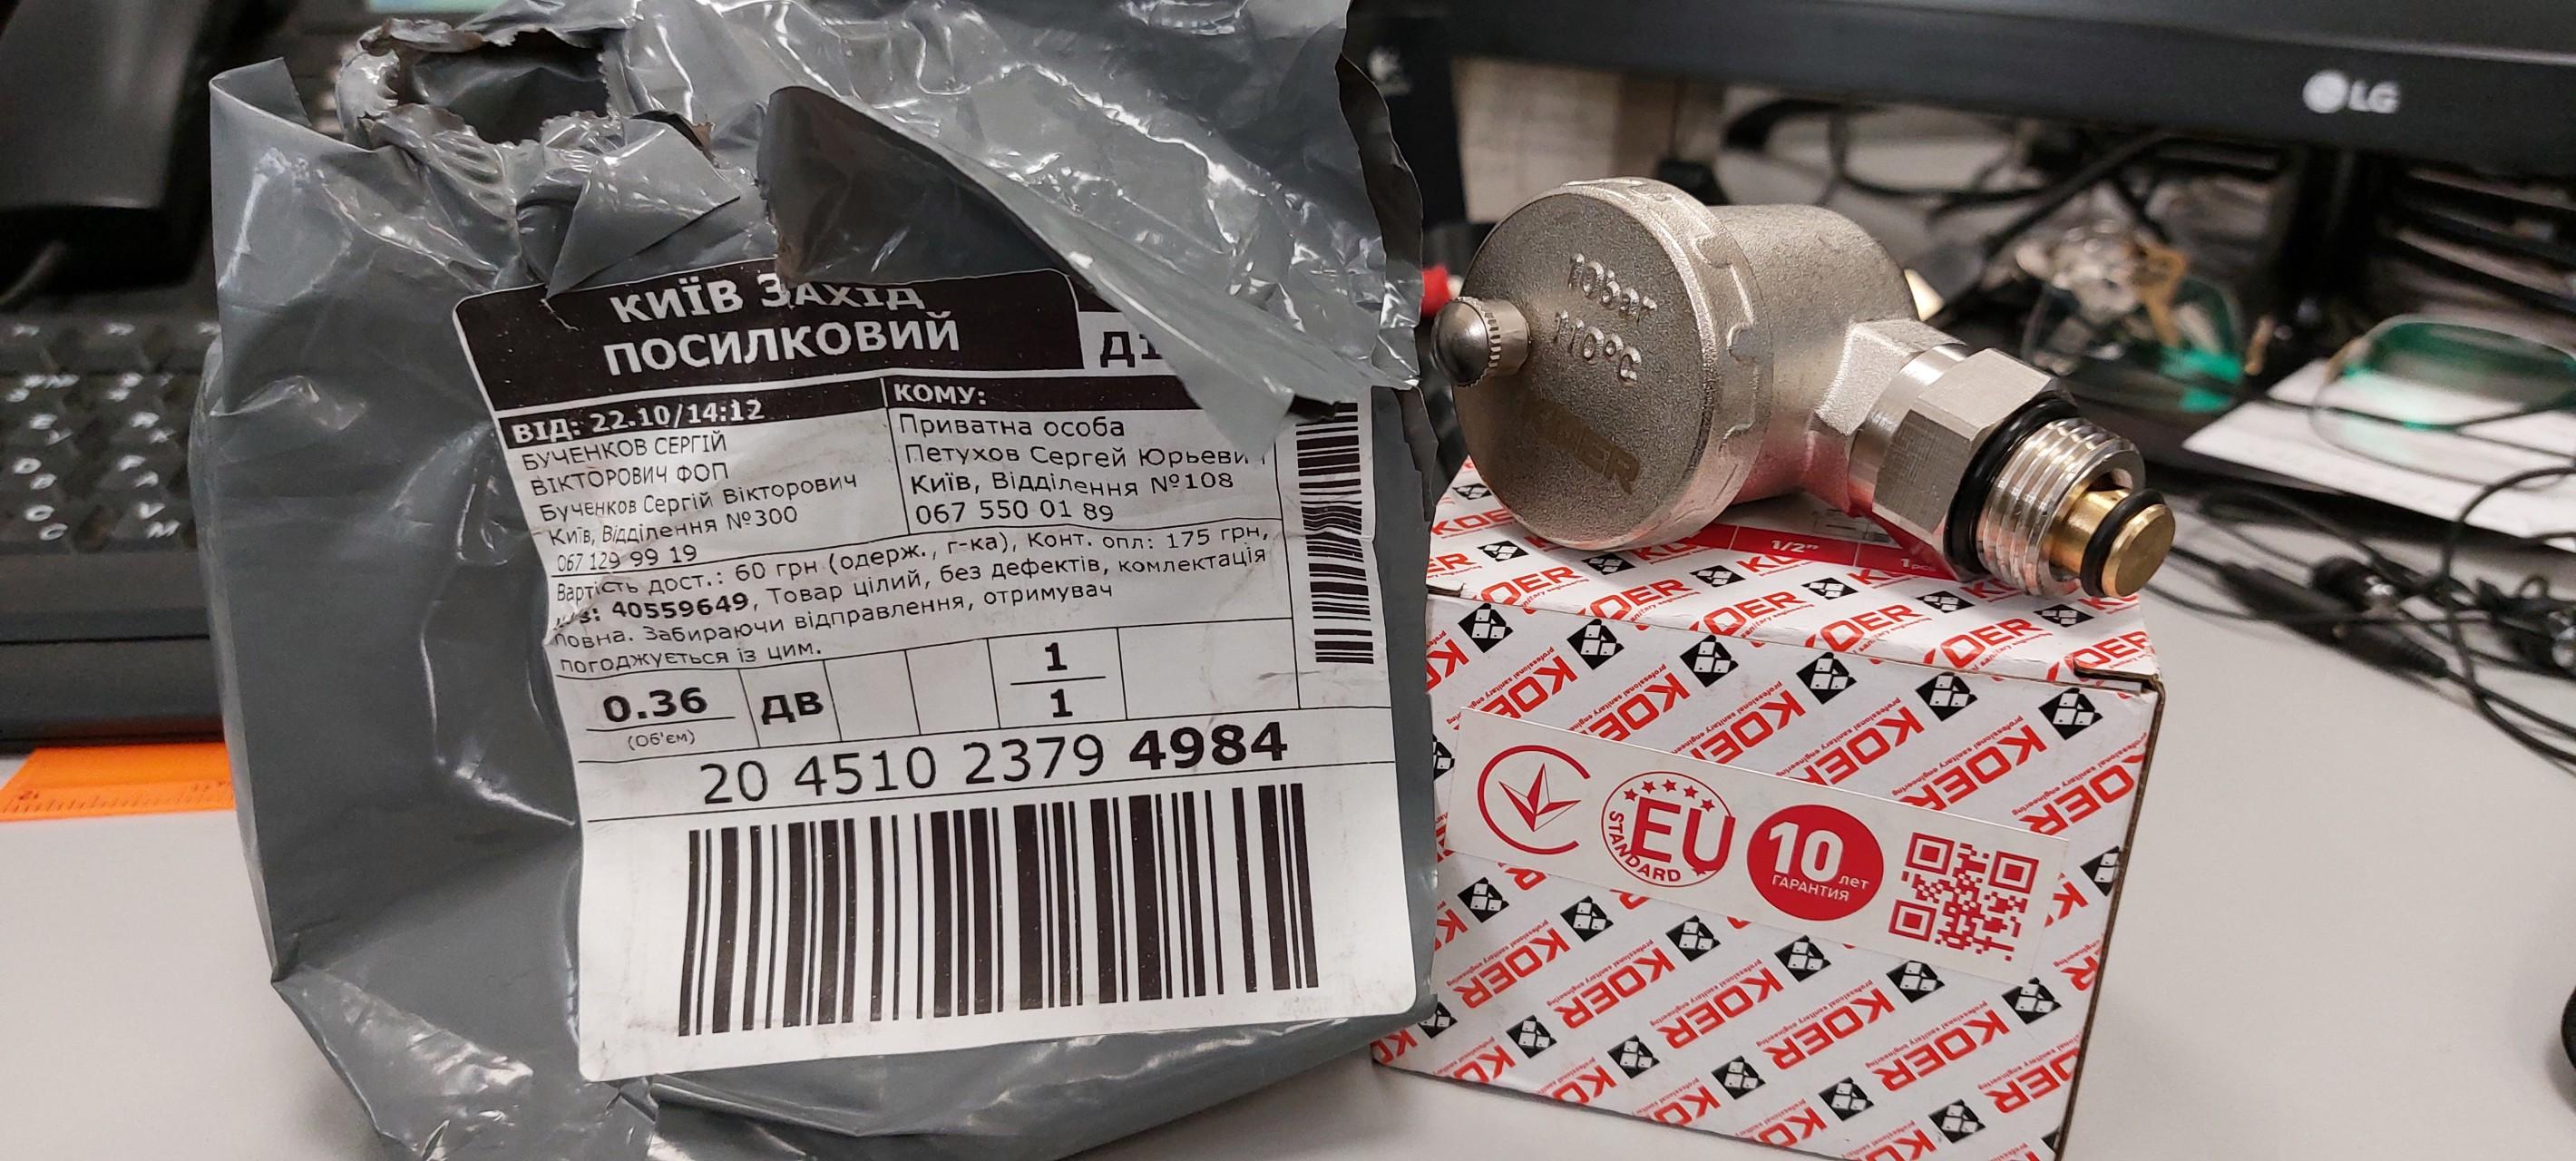 КИЇВ ЗАХІД
ПОСИЛКОВИЙ
ВІД: 22.10/14:12
БУЧЕНКОВ СЕРГІЙ
ВІКТОРОВИЧ ФОП
Бученков Сергій Вікторович
Київ, Відділення №300
067 129 99 19
КОМУ:
Приватна особа
Петухов Сергей Юрьеви
Київ, Відділення №108
067 550 01 89
Вартість дост.: 60 грн (одерж., г-ка), Конт. опл: 175 грн,
40559649, Товар цілий, без дефектів, комлектація
повна. Забираючи відправлення, отримувач
погоджується із цим.
0.36
(Об'єм)
ДВ
1
1
20 4510 2379 4984
LG
10bar
110°C
KOER
1/2"
KOER
professional sanitary engineering
EU
STANDARD
10 лет
ГАРАНТИЯ